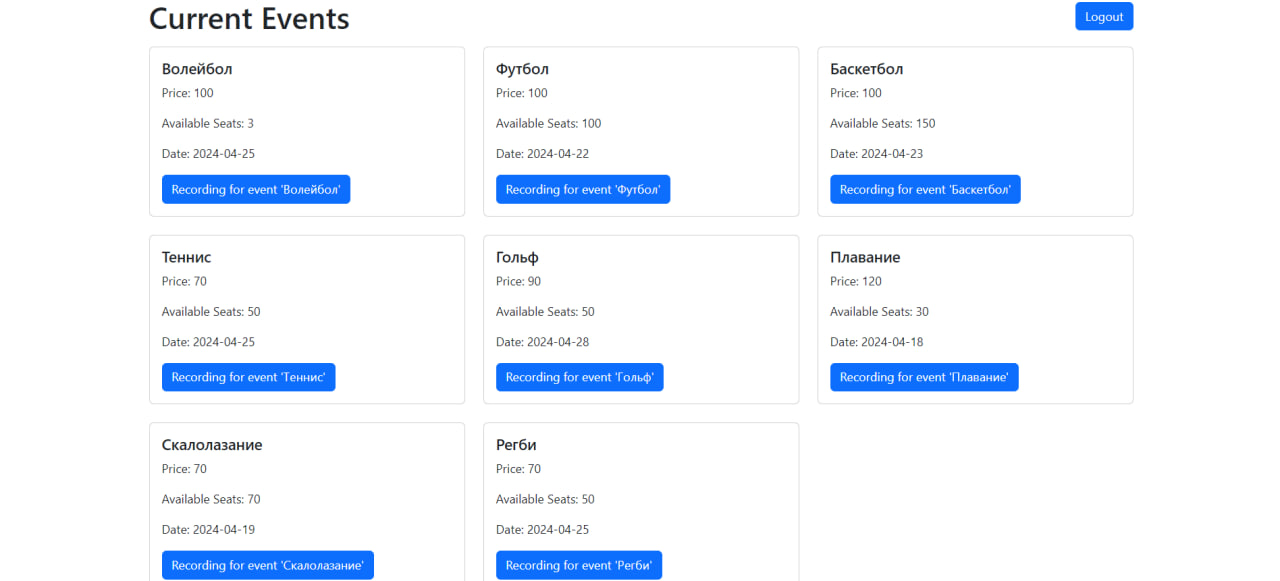 Current Events
Logout
Волейбол
Price: 100
Available Seats: 3
Date: 2024-04-25
Recording for event 'Волейбол'
Футбол
Price: 100
Available Seats: 100
Date: 2024-04-22
Recording for event 'Футбол'
Баскетбол
Price: 100
Available Seats: 150
Date: 2024-04-23
Recording for event 'Баскетбол'
Теннис
Price: 70
Available Seats: 50
Date: 2024-04-25
Recording for event 'Теннис'
Гольф
Price: 90
Available Seats: 50
Date: 2024-04-28
Recording for event 'Гольф'
Плавание
Price: 120
Available Seats: 30
Date: 2024-04-18
Recording for event 'Плавание'
Скалолазание
Price: 70
Available Seats: 70
Date: 2024-04-19
Recording for event 'Скалолазание'
Регби
Price: 70
Available Seats: 50
Date: 2024-04-25
Recording for event 'Регби'